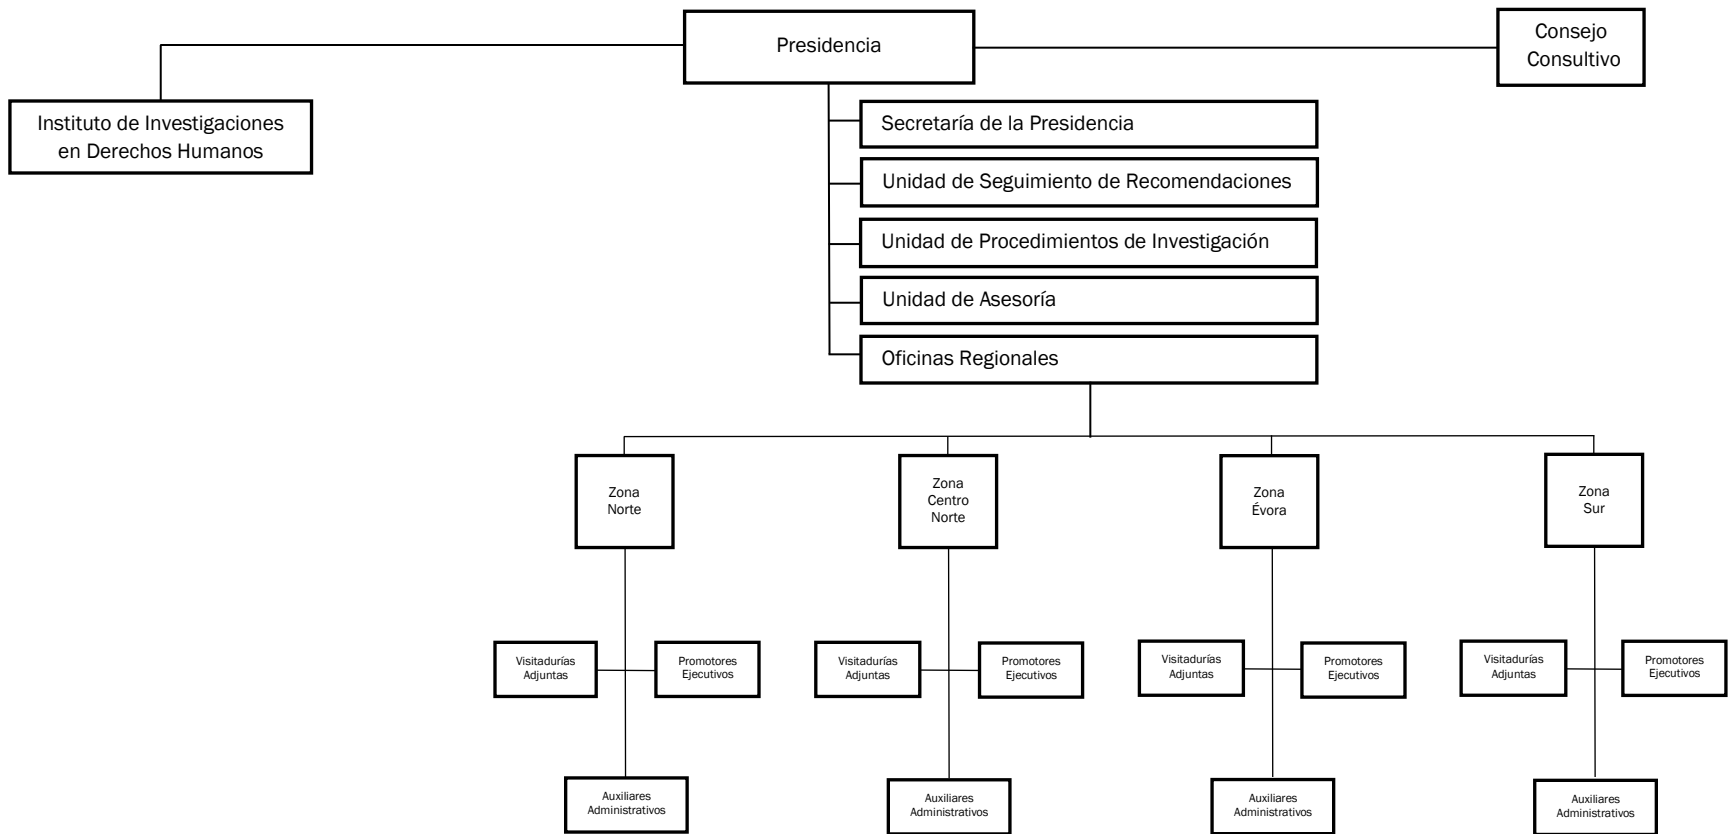 Presidencia
Consejo
Consultivo
Instituto de Investigaciones
en Derechos Humanos
Secretaría de la Presidencia
Unidad de Seguimiento de Recomendaciones
Unidad de Procedimientos de Investigación
Unidad de Asesoría
Oficinas Regionales
Zona
Norte
Zona
Centro
Norte
Zona
Évora
Zona
Sur
Visitadurías
Adjuntas
Promotores
Ejecutivos
Visitadurías
Adjuntas
Promotores
Ejecutivos
Visitadurías
Adjuntas
Promotores
Ejecutivos
Visitadurías
Adjuntas
Promotores
Ejecutivos
Auxiliares
Administrativos
Auxiliares
Administrativos
Auxiliares
Administrativos
Auxiliares
Administrativos